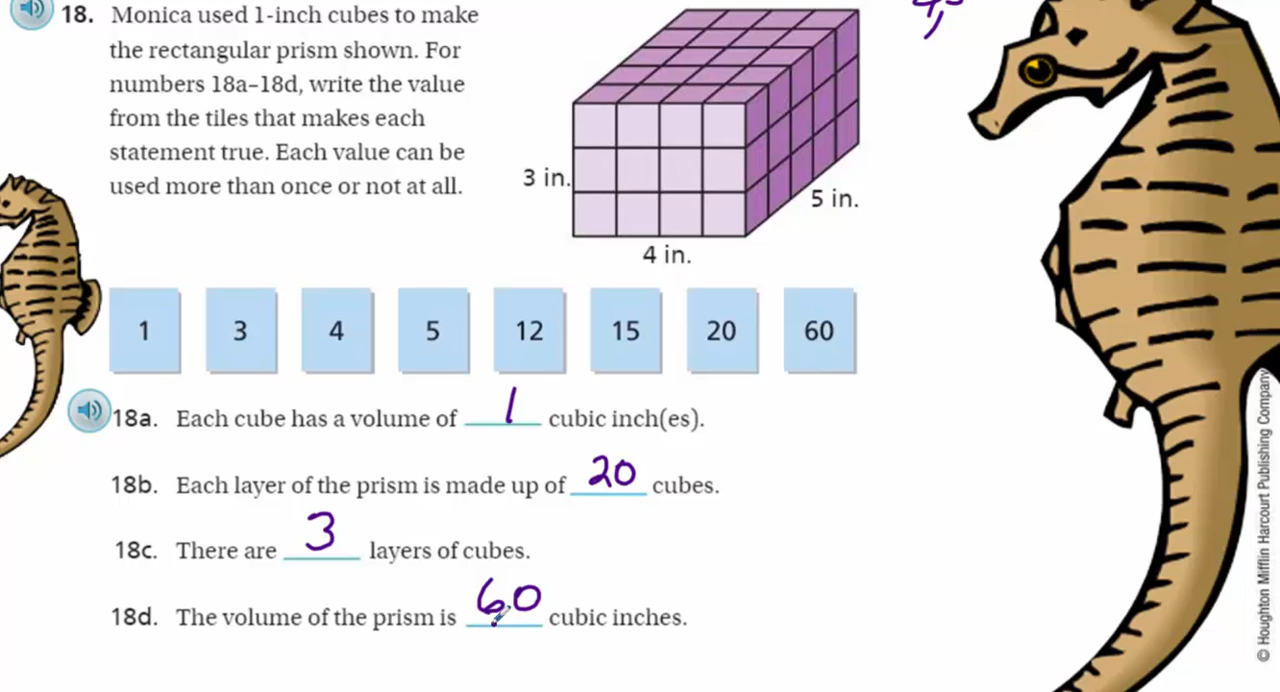 18. Monica used 1-inch cubes to make
the rectangular prism shown. For
numbers 18a–18d, write the value
from the tiles that makes each
statement true. Each value can be
used more than once or not at all.
3 in.
5 in.
4 in.
1 3 4 5 12 15 20 60
18a. Each cube has a volume of 1 cubic inch(es).
18b. Each layer of the prism is made up of 20 cubes.
18c. There are 3 layers of cubes.
18d. The volume of the prism is 60 cubic inches.
© Houghton Mifflin Harcourt Publishing Company